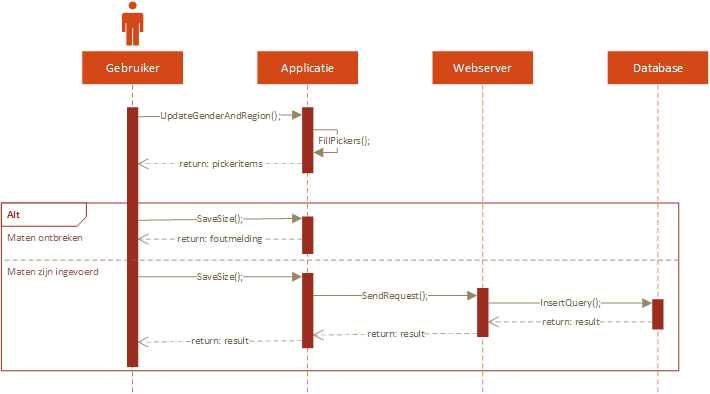 Gebruiker
Applicatie
Webserver
Database
UpdateGenderAndRegion();
FillPickers();
return: pickeritems
Alt
SaveSize();
Maten ontbreken
return: foutmelding
Maten zijn ingevoerd
SaveSize();
SendRequest();
InsertQuery();
return: result
return: result
return: result